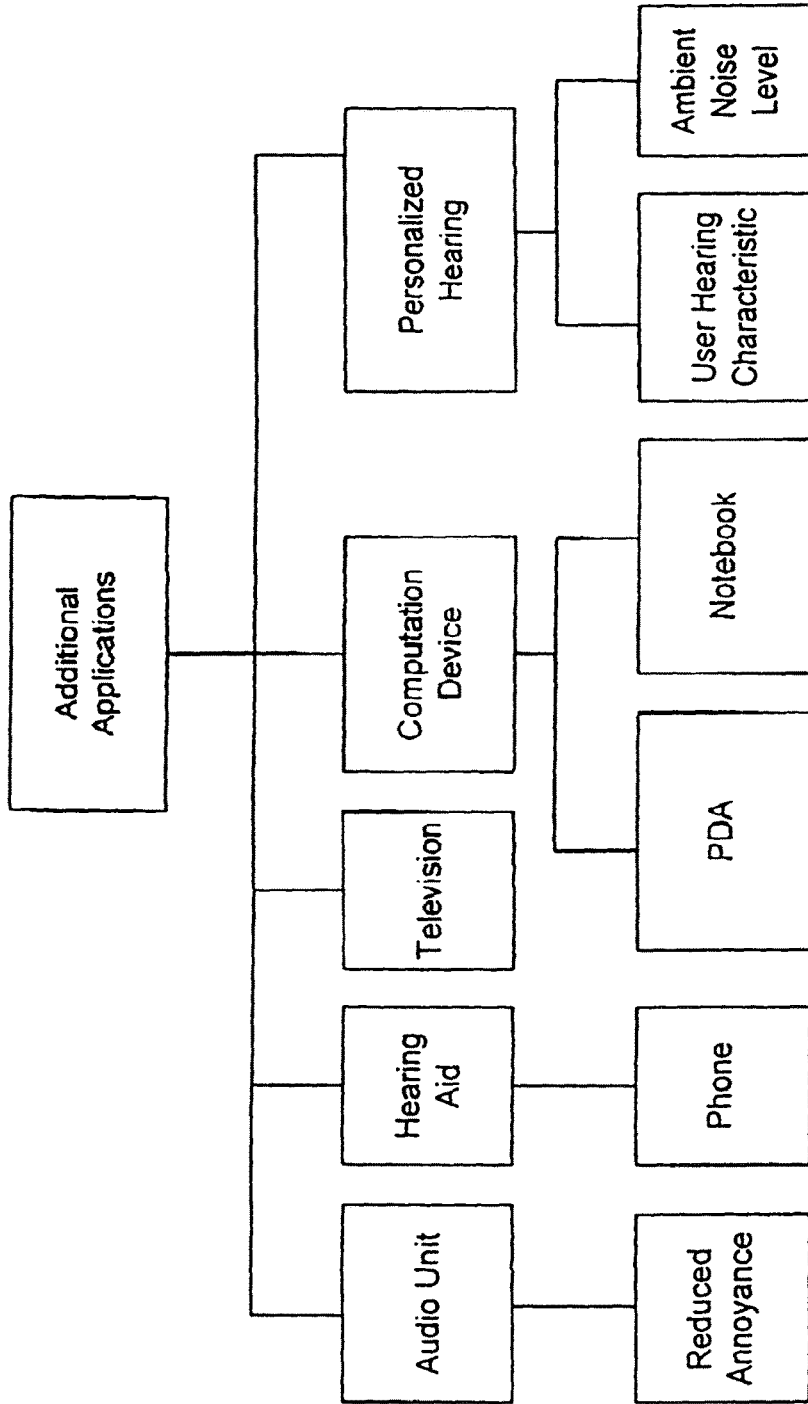 Additional
Applications
Audio Unit
Hearing
Aid
Television
Computation
Device
Personalized
Hearing
Reduced
Annoyance
Phone
PDA
Notebook
User Hearing
Characteristic
Ambient
Noise
Level